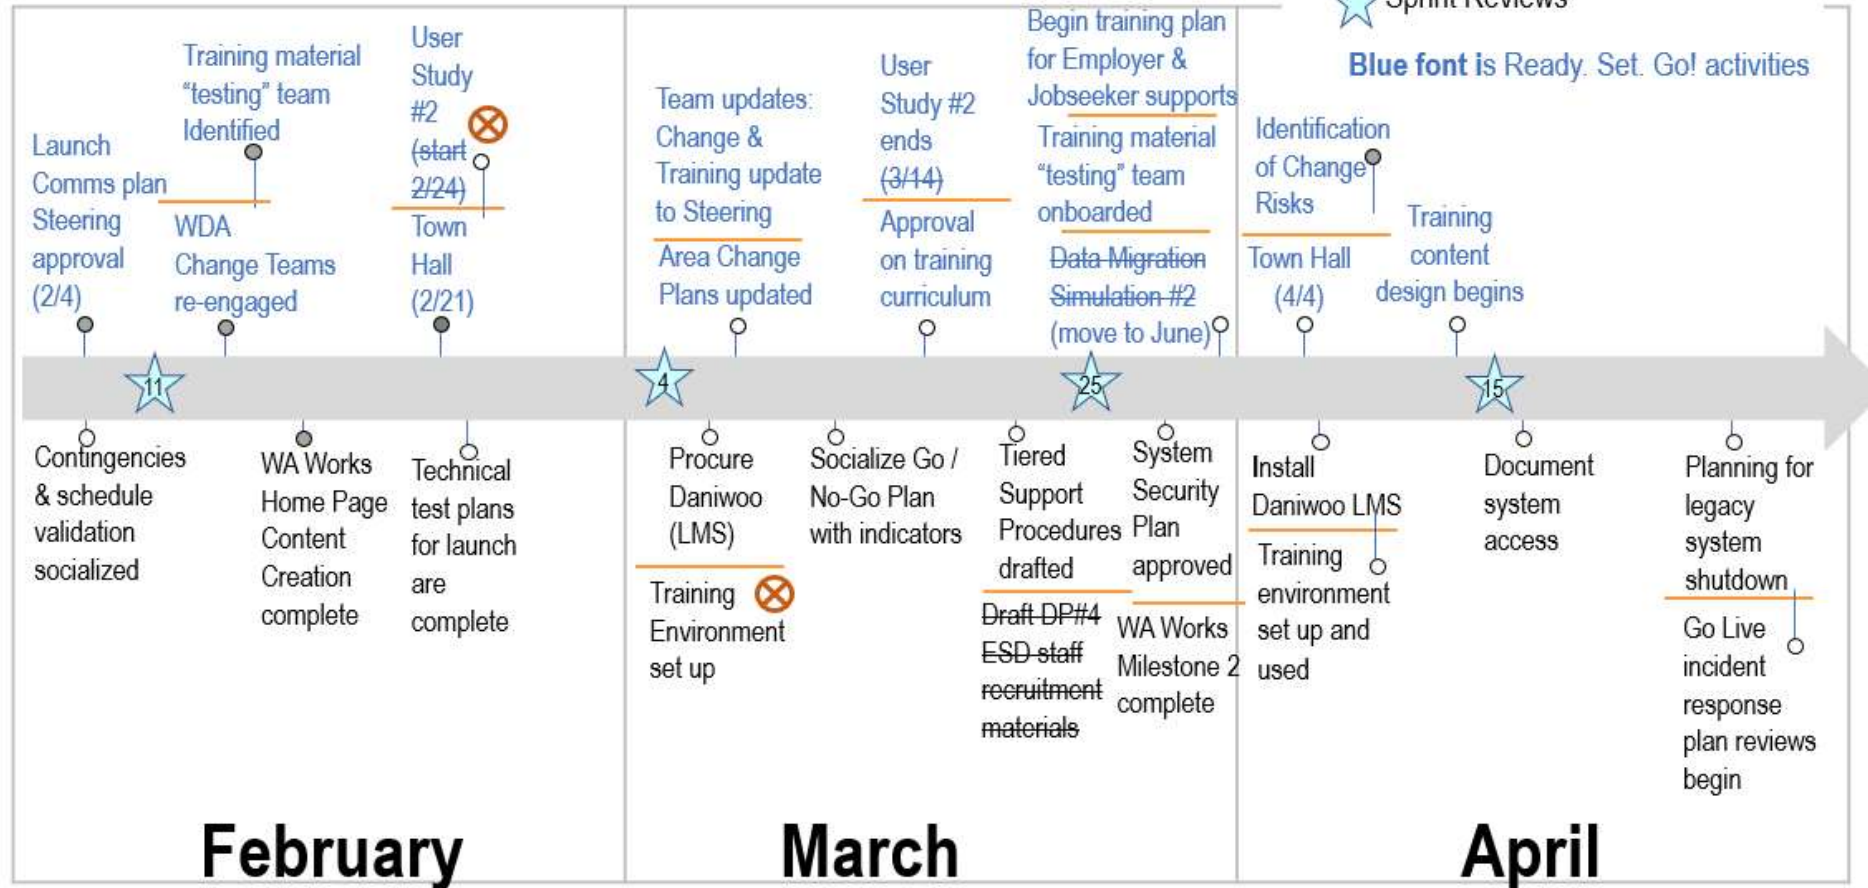 Sprint Reviews
Blue font is Ready. Set. Go! activities
Launch
Comms plan
Steering
approval
(2/4)
Training material
“testing” team
Identified
WDA
Change Teams
re-engaged
User
Study
#2
(start
2/24)
Town
Hall
(2/21)
Team updates:
Change &
Training update
to Steering
Area Change
Plans updated
User
Study #2
ends
(3/14)
Approval
on training
curriculum
Begin training plan
for Employer &
Jobseeker supports
Training material
“testing” team
onboarded
Data Migration
Simulation #2
(move to June)
Identification
of Change
Risks
Town Hall
(4/4)
Training
content
design begins
11
4
25
15
Contingencies
& schedule
validation
socialized
WA Works
Home Page
Content
Creation
complete
Technical
test plans
for launch
are
complete
Procure
Daniwoo
(LMS)
Training
Environment
set up
Socialize Go /
No-Go Plan
with indicators
Tiered
Support
Procedures
drafted
Draft DP#4
ESD staff
recruitment
materials
System
Security
Plan
approved
WA Works
Milestone 2
complete
Install
Daniwoo LMS
Training
environment
set up and
used
Document
system
access
Planning for
legacy
system
shutdown
Go Live
incident
response
plan reviews
begin
February
March
April